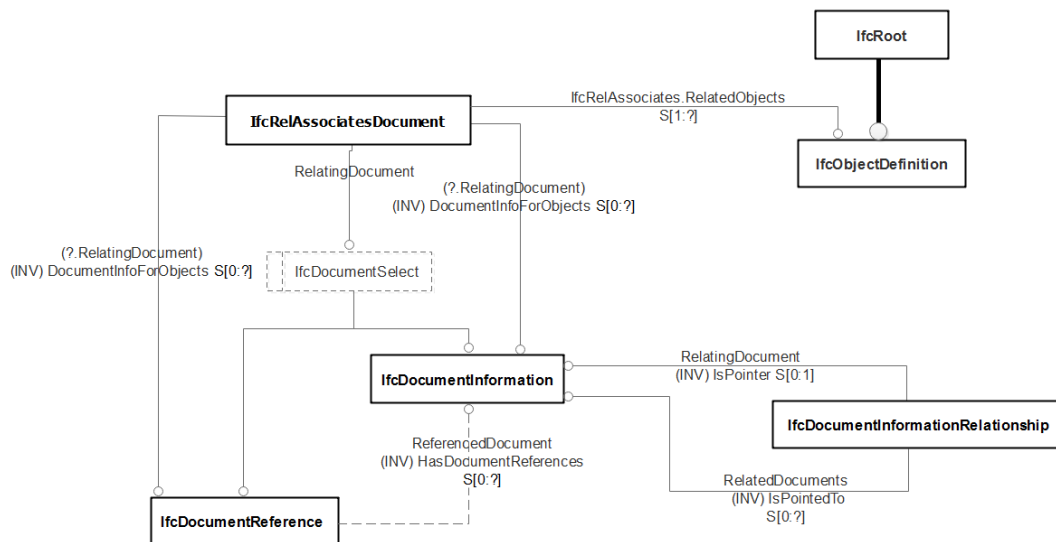 IfcRoot
IfcRelAssociates.RelatedObjects
S[1:?]
IfcRelAssociatesDocument
IfcObjectDefinition
RelatingDocument
(?.RelatingDocument)
(INV) DocumentInfoForObjects S[0:?]
(?.RelatingDocument)
(INV) DocumentInfoForObjects S[0:?]
IfcDocumentSelect
IfcDocumentInformation
RelatingDocument
(INV) IsPointer S[0:1]
IfcDocumentInformationRelationship
ReferencedDocument
(INV) HasDocumentReferences
S[0:?]
RelatedDocuments
(INV) IsPointedTo
S[0:?]
IfcDocumentReference